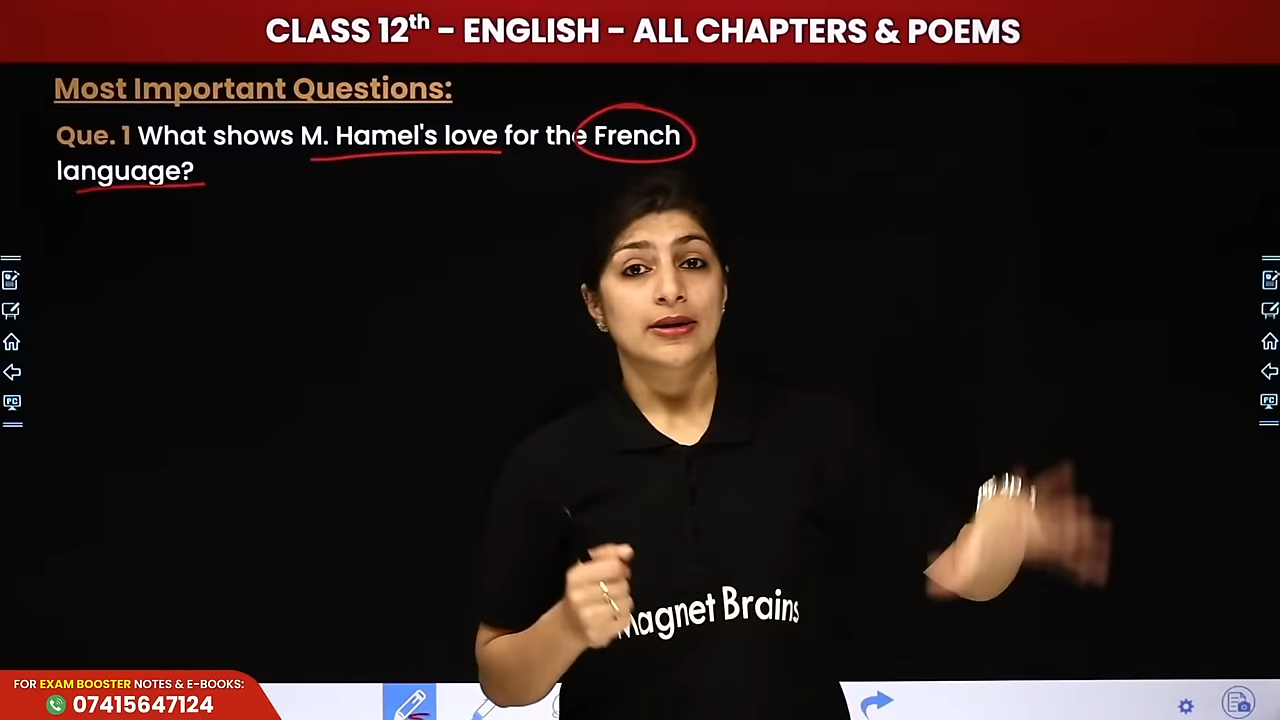 CLASS 12th - ENGLISH - ALL CHAPTERS & POEMS
Most Important Questions:
Que. 1 What shows M. Hamel's love for the French
language?
Magnet Brains
FOR EXAM BOOSTER NOTES & E-BOOKS:
07415647124